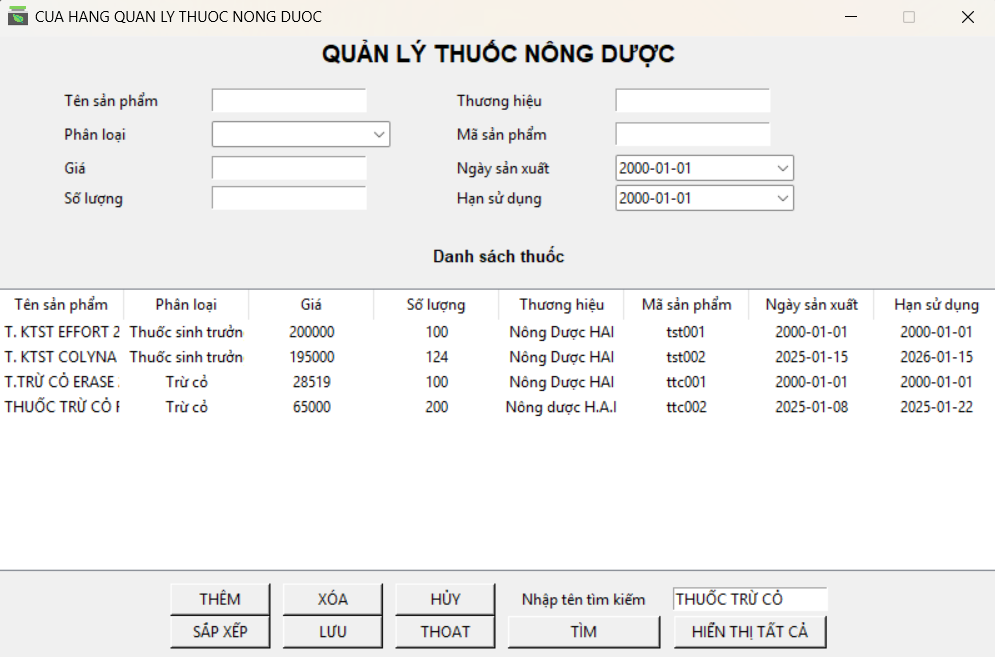 CUA HANG QUAN LY THUOC NONG DUOC
QUẢN LÝ THUỐC NÔNG DƯỢC
Tên sản phẩm Thương hiệu
Phân loại Mã sản phẩm
Giá Ngày sản xuất 2000-01-01
Số lượng Hạn sử dụng 2000-01-01
Danh sách thuốc
Tên sản phẩm Phân loại Giá Số lượng Thương hiệu Mã sản phẩm Ngày sản xuất Hạn sử dụng
T. KTST EFFORT 2 Thuốc sinh trưởn 200000 100 Nông Dược HAI tst001 2000-01-01 2000-01-01
T. KTST COLYNA Thuốc sinh trưởn 195000 124 Nông Dược HAI tst002 2025-01-15 2026-01-15
T.TRỪ CỎ ERASE Trừ cỏ 28519 100 Nông Dược HAI ttc001 2000-01-01 2000-01-01
THUỐC TRỪ CỎ Trừ cỏ 65000 200 Nông dược H.A.I ttc002 2025-01-08 2025-01-22
THÊM XÓA HỦY Nhập tên tìm kiếm THUỐC TRỪ CỎ
SẮP XẾP LƯU THOAT TÌM HIỂN THỊ TẤT CẢ